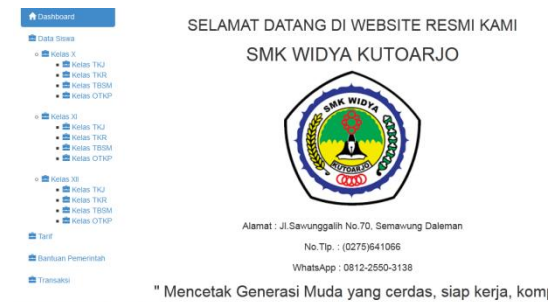 Dashboard
Data Siswa
Kelas X
Kelas TKJ
Kelas TKR
Kelas TBSM
Kelas OTKP
Kelas XI
Kelas TKJ
Kelas TKR
Kelas TBSM
Kelas OTKP
Kelas XII
Kelas TKJ
Kelas TKR
Kelas TBSM
Kelas OTKP
Tarif
Bantuan Pemerintah
Transaksi
SELAMAT DATANG DI WEBSITE RESMI KAMI
SMK WIDYA KUTOARJO
SMK WIDYA
KUTOARJO
Alamat : Jl.Sawunggalih No.70, Semawung Daleman
No.Tlp. : (0275)641066
WhatsApp : 0812-2550-3138
" Mencetak Generasi Muda yang cerdas, siap kerja, komp